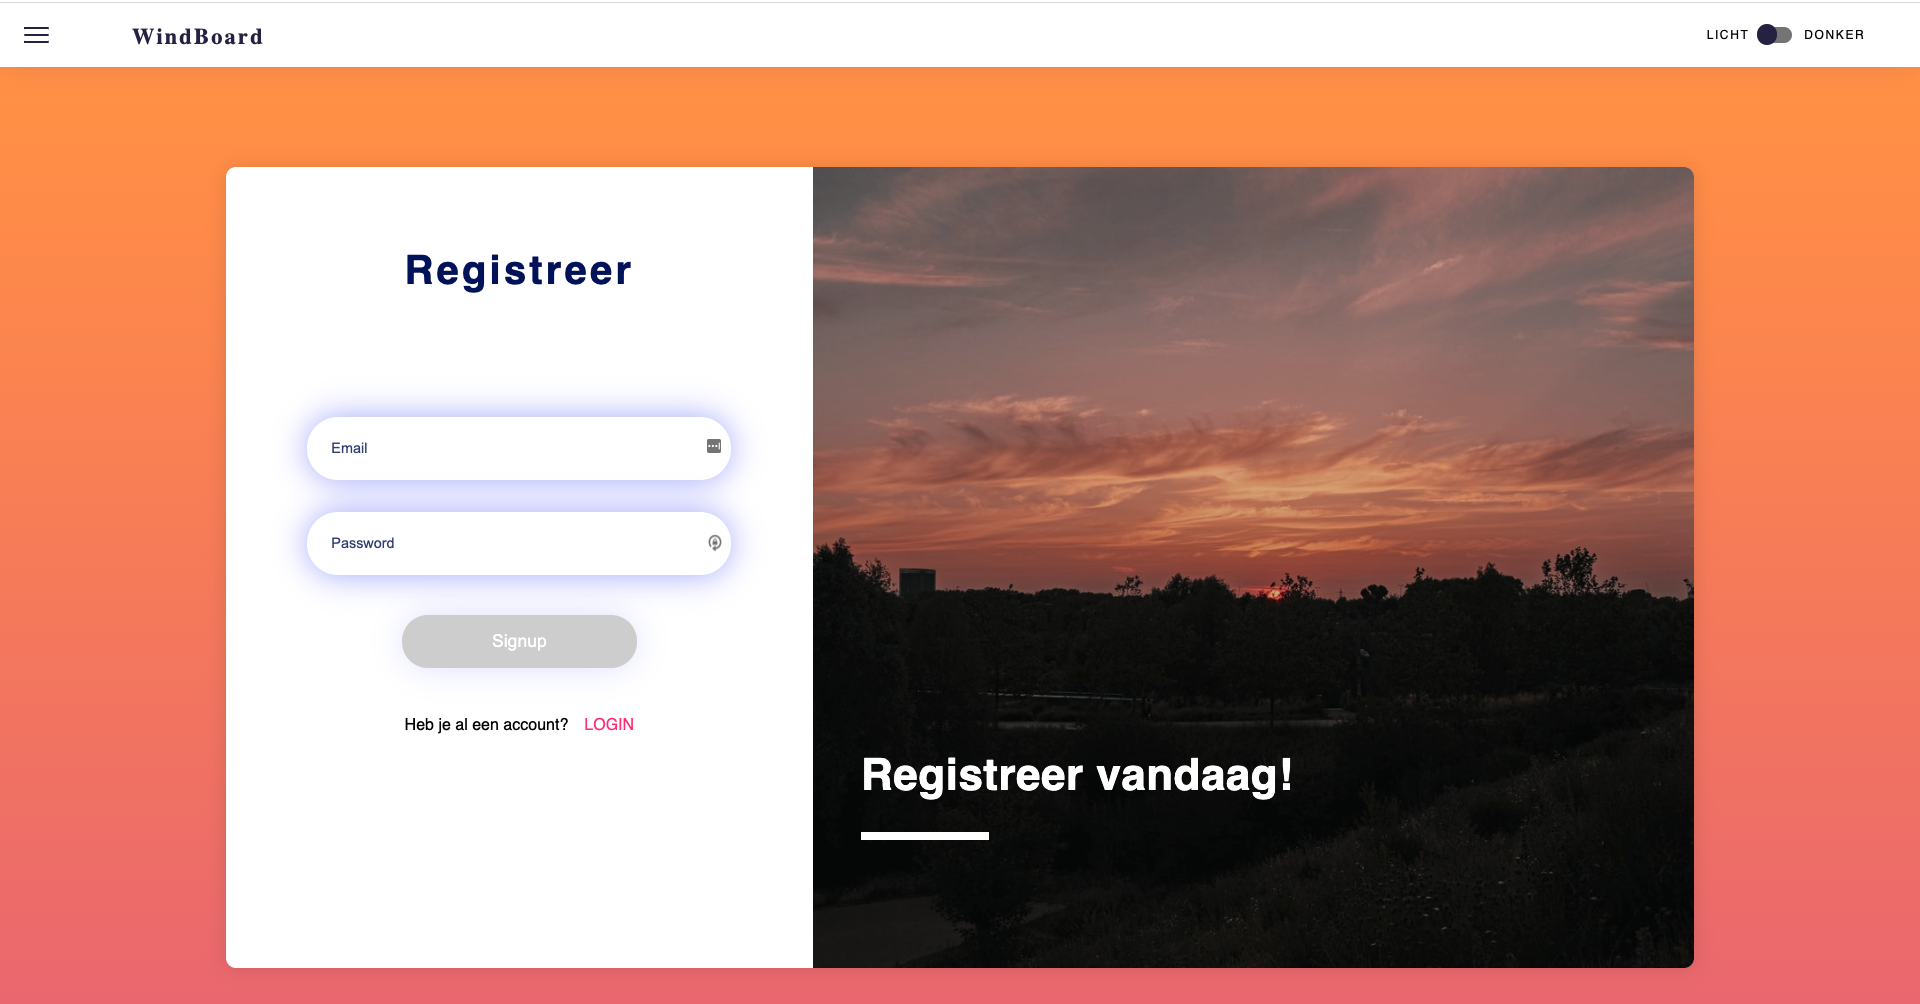 WindBoard
LICHT DONKER
Registreer
Email
Password
Signup
Heb je al een account? LOGIN
Registreer vandaag!